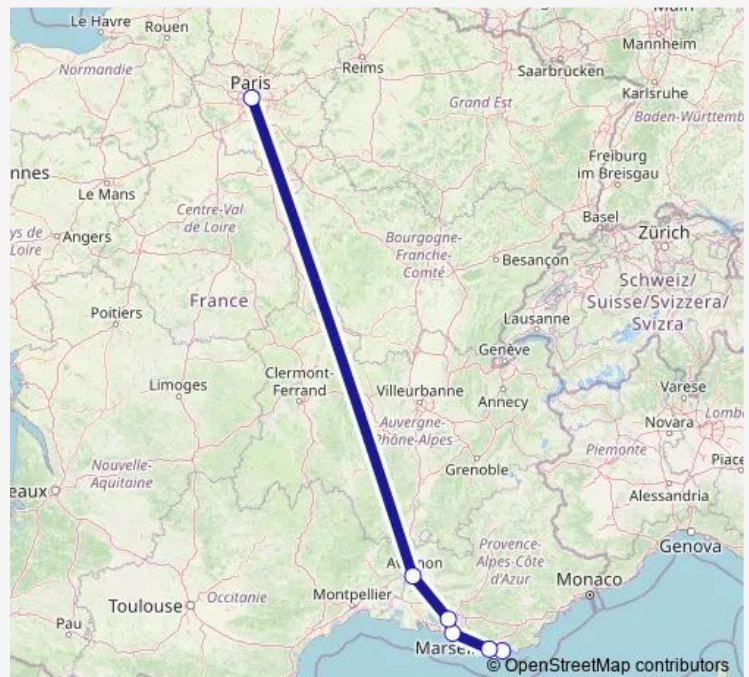 Le Havre
Rouen
Reims
Mannheim
Saarbrücken
Normandie
Paris
Karlsruhe
Grand Est
Baden-Württemb
Freiburg
im Breisgau
nnes
Le Mans
Centre-Val
de Loire
Basel
Zürich
ys de
Loire
Angers
Bourgogne-
Franche-
Comté
Besançon
Schweiz/
Suisse/Svizzera/
Svizra
France
Poitiers
Lausanne
Genève
Clermont-
Ferrand
Limoges
Villeurbanne
Annecy
Varese
Auvergne-
Rhône-Alpes
Novara
Lomb
Grenoble
Piemonte
Piace
Nouvelle-
Aquitaine
eaux
Alessandria
Genova
Provence-
Alpes-Côte
d'Azur
Monaco
Montpellier
Toulouse
Occitanie
Pau
© OpenStreetMap contributors